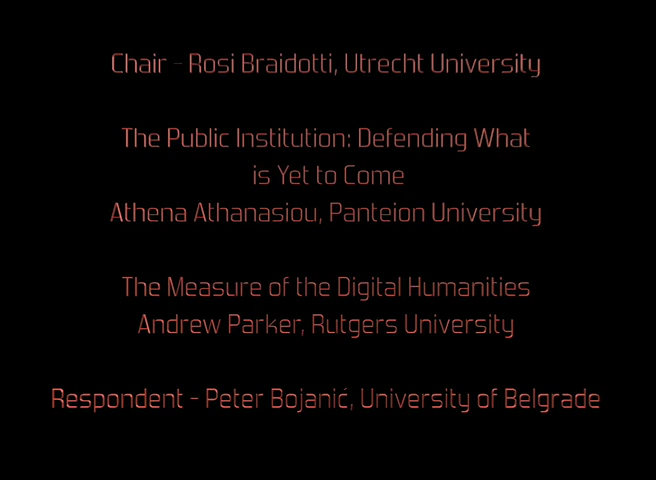 Chair - Rosi Braidotti, Utrecht University
The Public Institution: Defending What
is Yet to Come
Athena Athanasiou, Panteion University
The Measure of the Digital Humanities
Andrew Parker, Rutgers University
Respondent - Peter Bojanić, University of Belgrade